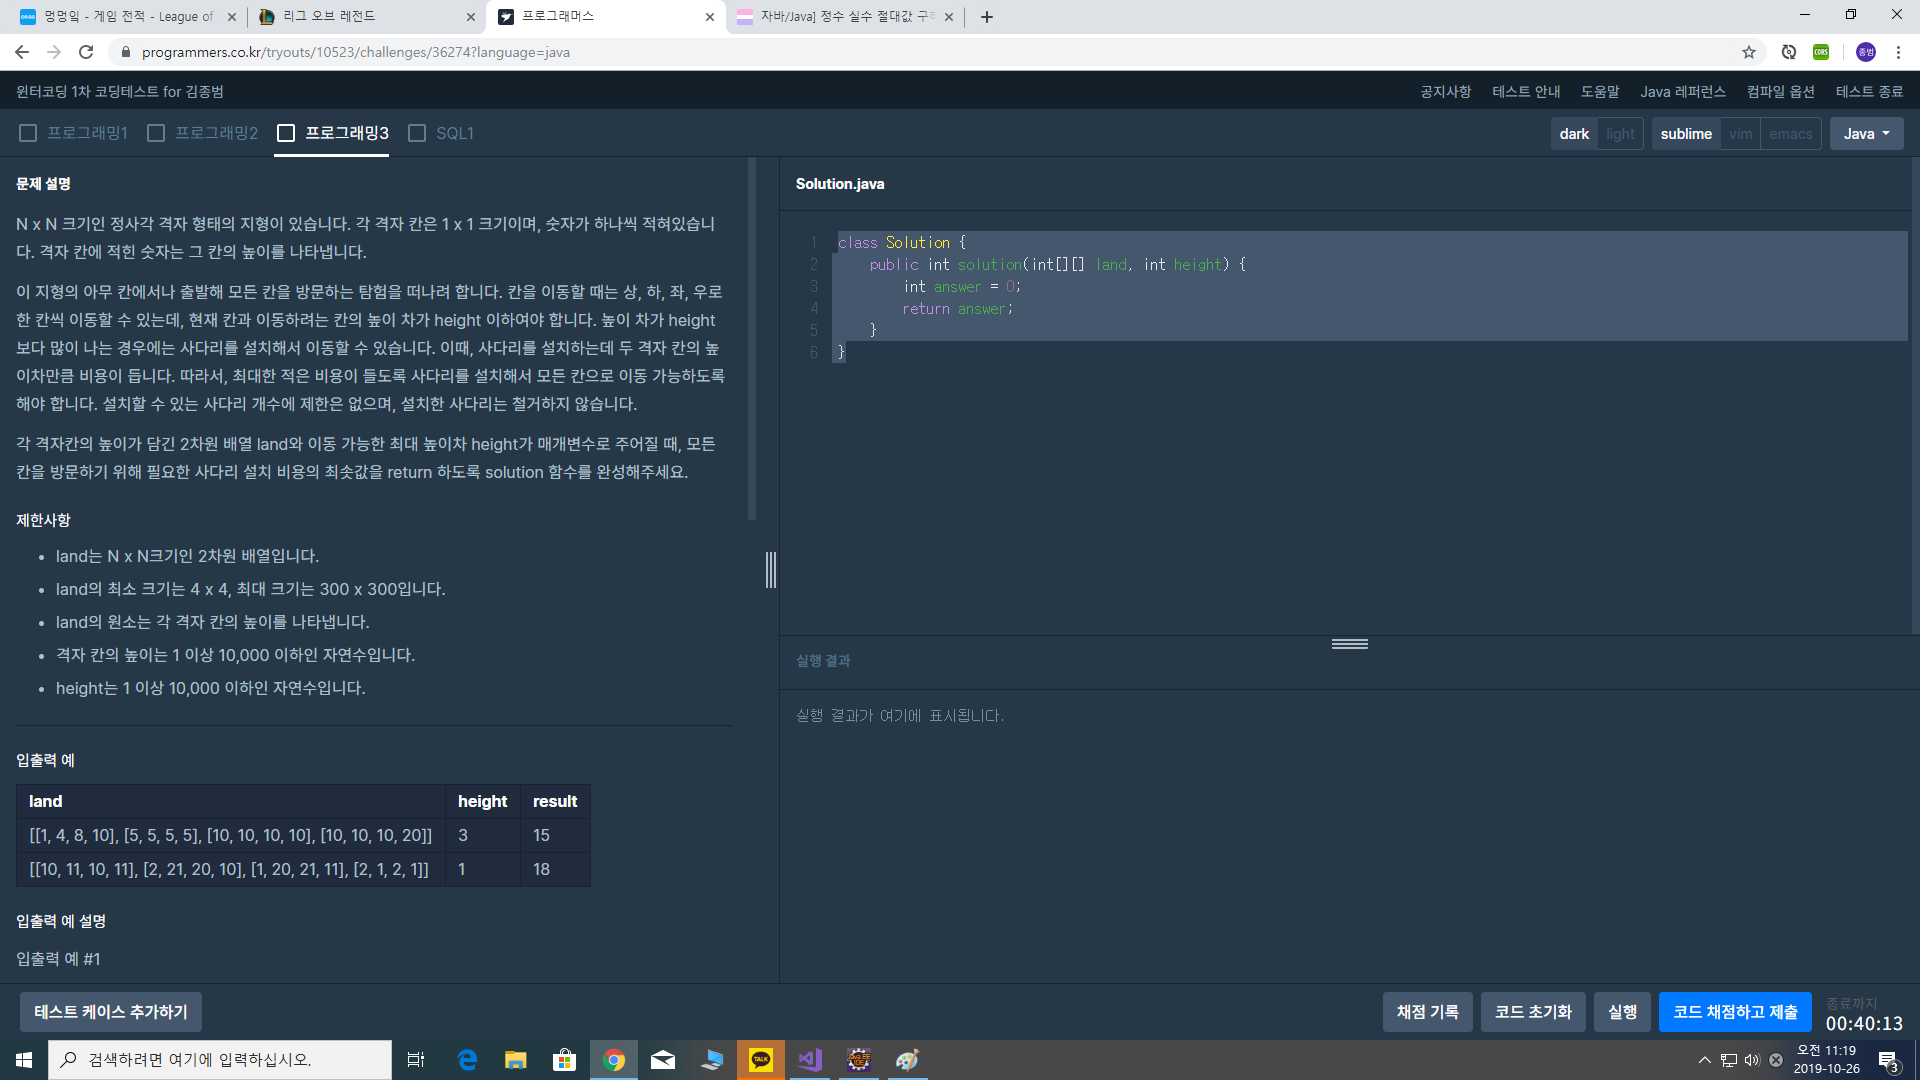 멍멍잎 - 게임 전적 - League of
리그 오브 레전드
프로그래머스
자바/Java] 정수 실수 절대값 구하
programmers.co.kr/tryouts/10523/challenges/36274?language=java
CORS
종범
윈터코딩 1차 코딩테스트 for 김종범
공지사항 테스트 안내 도움말 Java 레퍼런스 컴파일 옵션 테스트 종료
프로그래밍1 프로그래밍2 프로그래밍3 SQL1
dark light sublime vim emacs Java
문제 설명
N x N 크기인 정사각 격자 형태의 지형이 있습니다. 각 격자 칸은 1 x 1 크기이며, 숫자가 하나씩 적혀있습니
다. 격자 칸에 적힌 숫자는 그 칸의 높이를 나타냅니다.
이 지형의 아무 칸에서나 출발해 모든 칸을 방문하는 탐험을 떠나려 합니다. 칸을 이동할 때는 상, 하, 좌, 우로
한 칸씩 이동할 수 있는데, 현재 칸과 이동하려는 칸의 높이 차가 height 이하여야 합니다. 높이 차가 height
보다 많이 나는 경우에는 사다리를 설치해서 이동할 수 있습니다. 이때, 사다리를 설치하는데 두 격자 칸의 높
이차만큼 비용이 듭니다. 따라서, 최대한 적은 비용이 들도록 사다리를 설치해서 모든 칸으로 이동 가능하도록
해야 합니다. 설치할 수 있는 사다리 개수에 제한은 없으며, 설치한 사다리는 철거하지 않습니다.
각 격자칸의 높이가 담긴 2차원 배열 land와 이동 가능한 최대 높이차 height가 매개변수로 주어질 때, 모든
칸을 방문하기 위해 필요한 사다리 설치 비용의 최솟값을 return 하도록 solution 함수를 완성해주세요.
제한사항
• land는 N x N크기인 2차원 배열입니다.
• land의 최소 크기는 4 x 4, 최대 크기는 300 x 300입니다.
• land의 원소는 각 격자 칸의 높이를 나타냅니다.
• 격자 칸의 높이는 1 이상 10,000 이하인 자연수입니다.
• height는 1 이상 10,000 이하인 자연수입니다.
입출력 예
land height result
[[1, 4, 8, 10], [5, 5, 5, 5], [10, 10, 10, 10], [10, 10, 10, 20]] 3 15
[[10, 11, 10, 11], [2, 21, 20, 10], [1, 20, 21, 11], [2, 1, 2, 1]] 1 18
입출력 예 설명
입출력 예 #1
Solution.java
1 class Solution {
2 public int solution(int[][] land, int height) {
3 int answer = 0;
4 return answer;
5 }
6 }
실행 결과
실행 결과가 여기에 표시됩니다.
테스트 케이스 추가하기
채점 기록 코드 초기화 실행 코드 채점하고 제출
종료까지
00:40:13
검색하려면 여기에 입력하십시오.
TALK
오전 11:19
2019-10-26
3